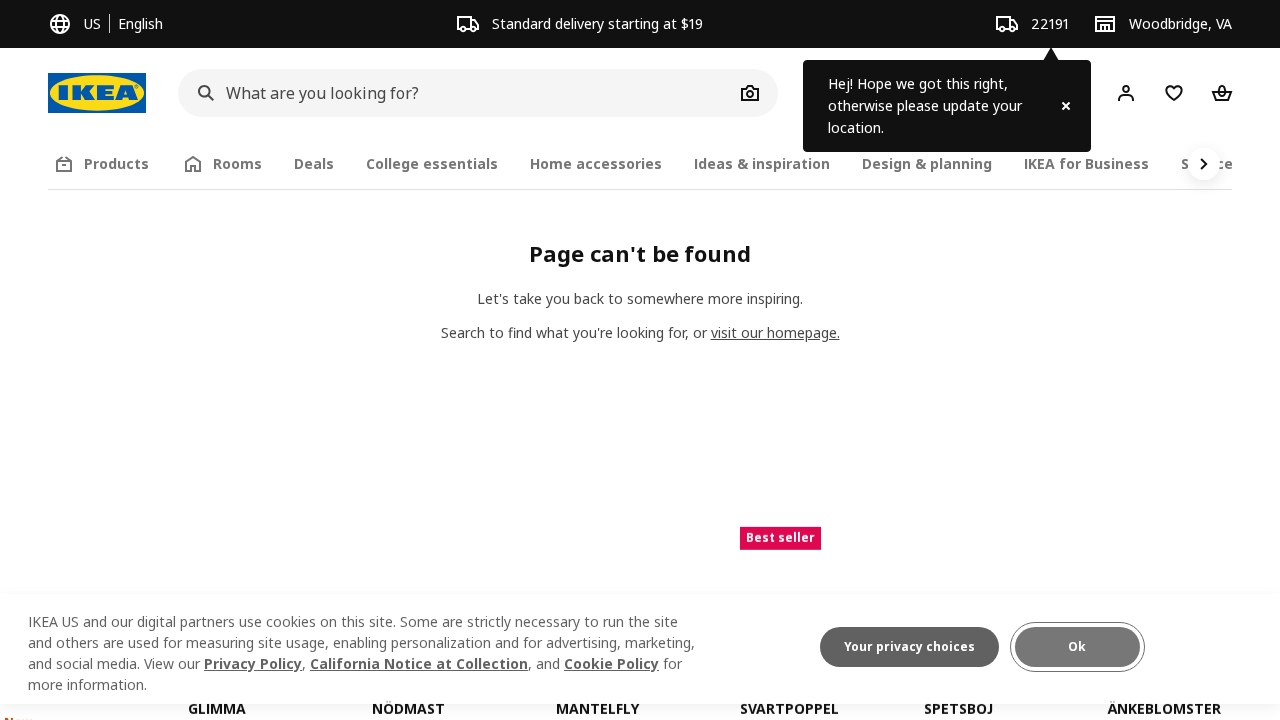 US | English
Standard delivery starting at $19
22191
Woodbridge, VA
IKEA
What are you looking for?
Hej! Hope we got this right,
otherwise please update your
location.
0
Products
Rooms
Deals
College essentials
Home accessories
Ideas & inspiration
Design & planning
IKEA for Business
Page can't be found
Let's take you back to somewhere more inspiring.
Search to find what you're looking for, or visit our homepage.
Best seller
IKEA US and our digital partners use cookies on this site. Some are strictly necessary to run the site
and others are used for measuring site usage, enabling personalization and for advertising, marketing,
and social media. View our Privacy Policy, California Notice at Collection, and Cookie Policy for
more information.
Your privacy choices
Ok
GLIMMA
NÖDMAST
MANTELFLY
SVARTPOPPEL
SPETSBOJ
ÄNKEBLOMSTER